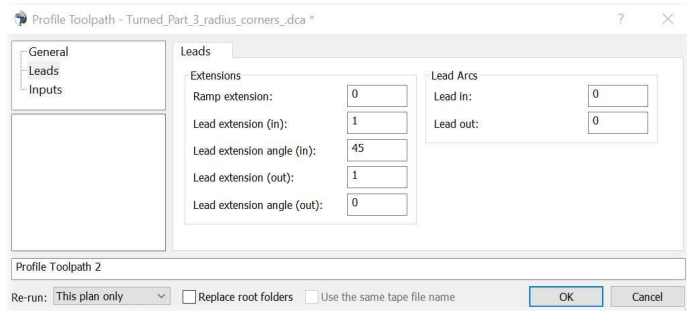 Profile Toolpath - Turned_Part_3_radius_corners_.dca *
?
General
Leads
Inputs
Leads
Extensions
Ramp extension: 0
Lead extension (in): 1
Lead extension angle (in): 45
Lead extension (out): 1
Lead extension angle (out): 0
Lead Arcs
Lead in: 0
Lead out: 0
Profile Toolpath 2
Re-run: This plan only Replace root folders Use the same tape file name OK Cancel